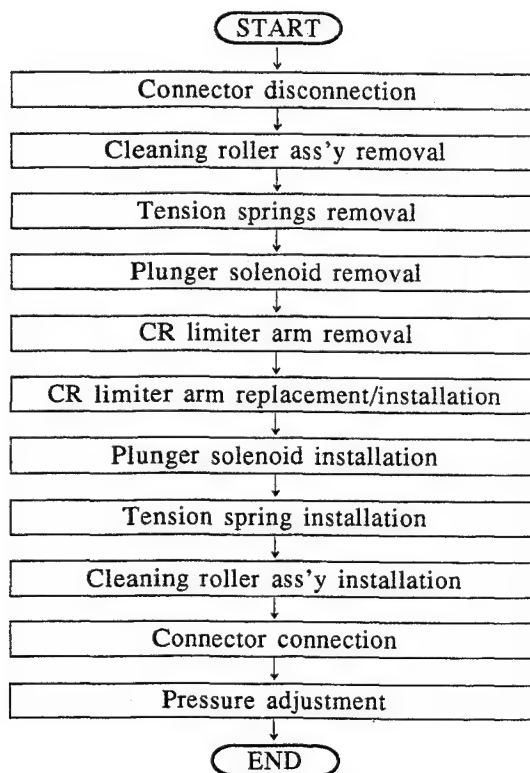 START
Connector disconnection
Cleaning roller ass'y removal
Tension springs removal
Plunger solenoid removal
CR limiter arm removal
CR limiter arm replacement/installation
Plunger solenoid installation
Tension spring installation
Cleaning roller ass'y installation
Connector connection
Pressure adjustment
END